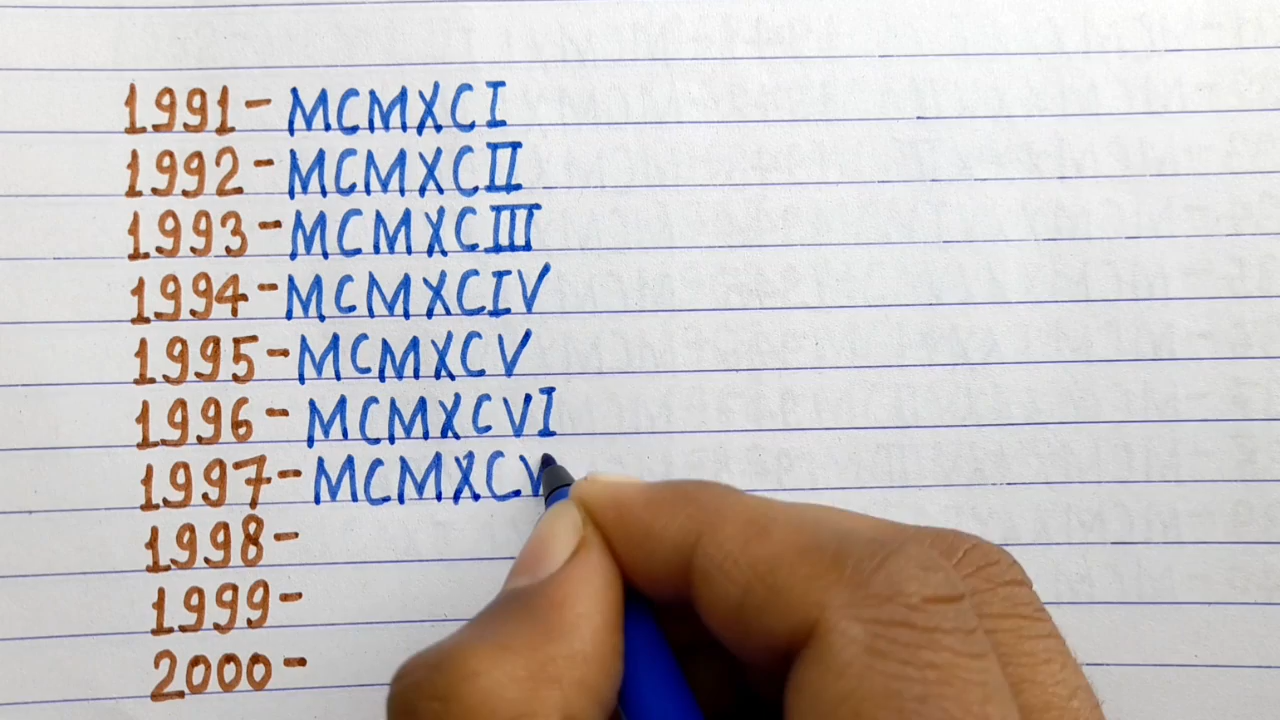 1991- MCMXCI
1992- MCMXCII
1993- MCMXCIII
1994- MCMXCIV
1995- MCMXCV
1996- MCMXCVI
1997- MCMXCV
1998-
1999-
2000-